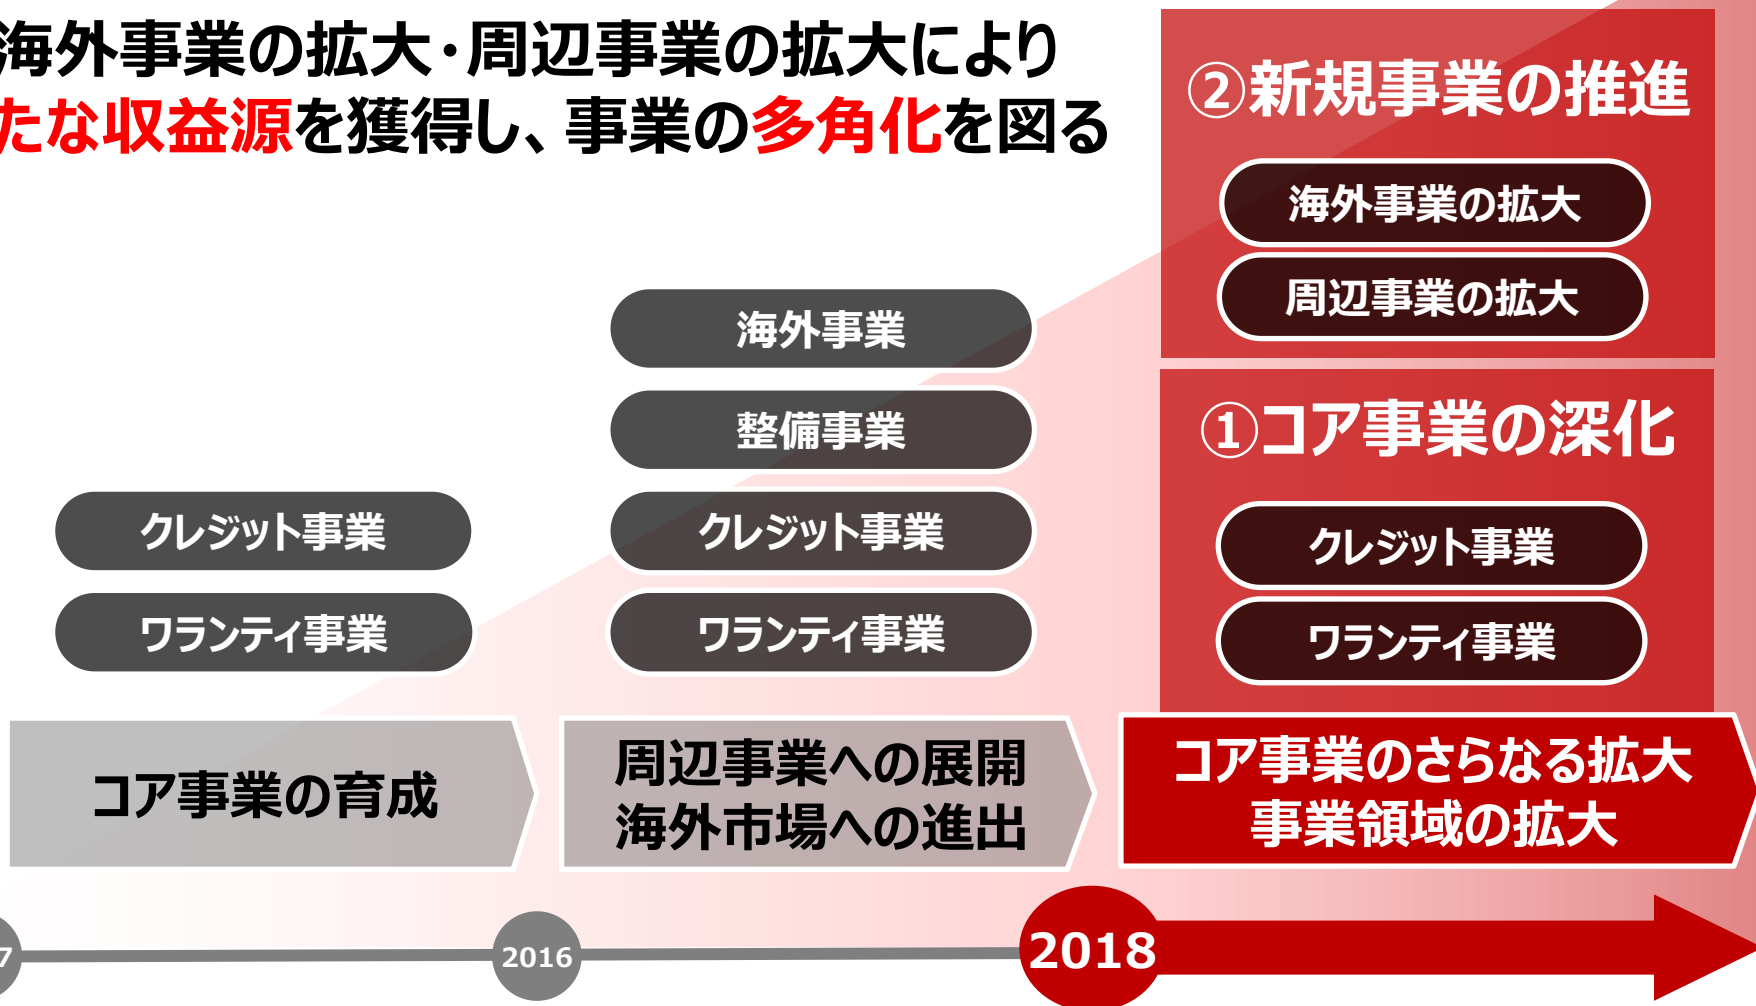 海外事業の拡大・周辺事業の拡大により
たな収益源を獲得し、事業の多角化を図る
②新規事業の推進
海外事業の拡大
周辺事業の拡大
①コア事業の深化
クレジット事業
ワランティ事業
海外事業
整備事業
クレジット事業
ワランティ事業
クレジット事業
ワランティ事業
コア事業の育成
周辺事業への展開
海外市場への進出
コア事業のさらなる拡大
事業領域の拡大
7
2016
2018